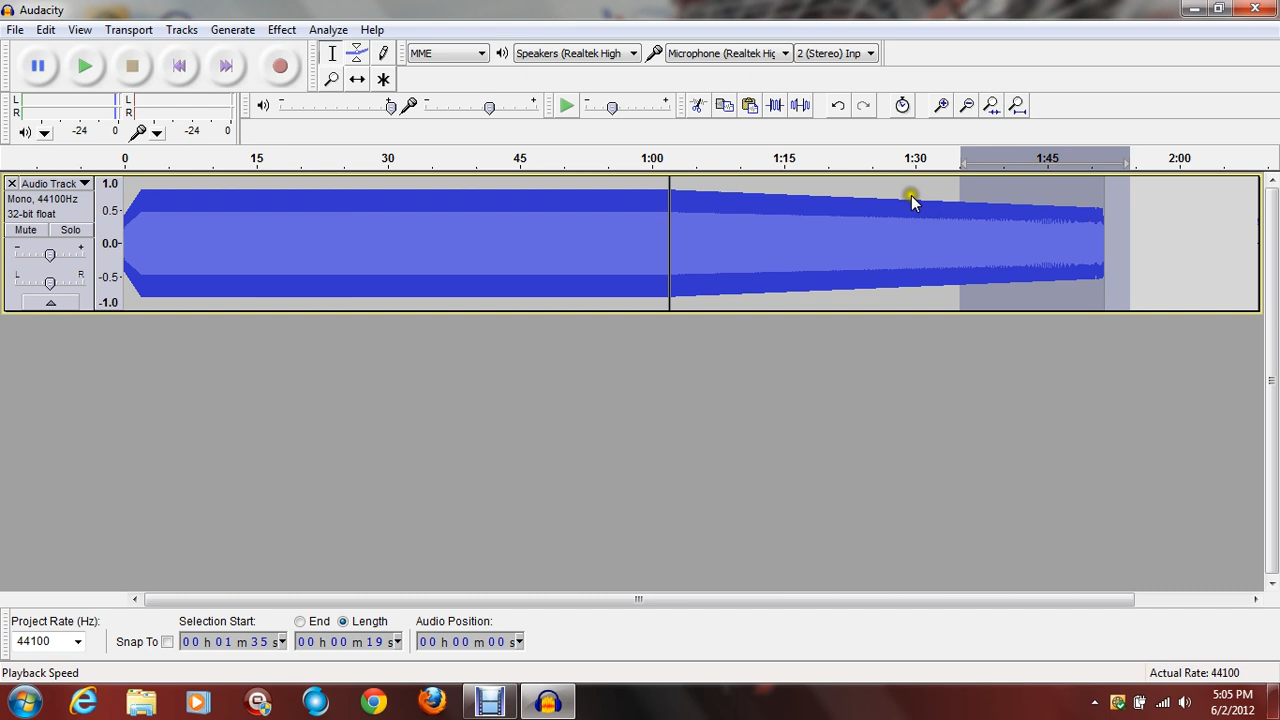 Audacity
File Edit View Transport Tracks Generate Effect Analyze Help
MME Speakers (Realtek High Microphone (Realtek Hig 2 (Stereo) Inp
L L
R R
-24 0 -24 0
0 15 30 45 1:00 1:15 1:30 1:45 2:00
Audio Track
Mono, 44100Hz
32-bit float
Mute Solo
- +
L R
1.0
0.5
0.0
-0.5
-1.0
Project Rate (Hz): Selection Start: End Length Audio Position:
44100 Snap To 00 h 01 m 35 s 00 h 00 m 19 s 00 h 00 m 00 s
Playback Speed Actual Rate: 44100
5:05 PM
6/2/2012